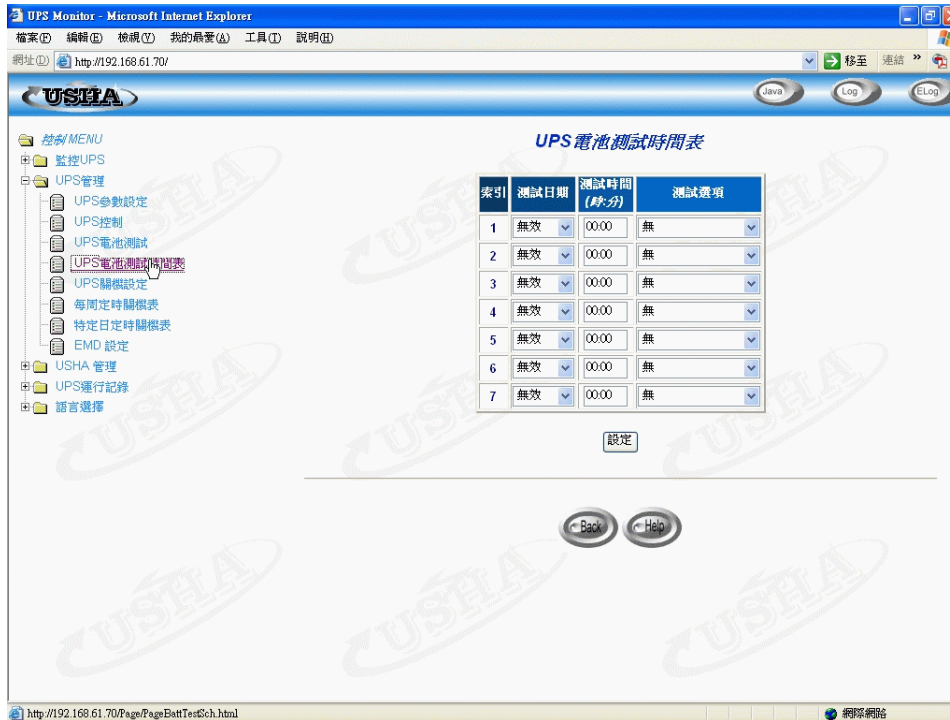 UPS Monitor - Microsoft Internet Explorer
檔案(F) 編輯(E) 檢視(V) 我的最愛(A) 工具(T) 說明(H)
網址(D) http://192.168.61.70/ 移至 連結 »
USHA Java Log ELog
控制MENU
監控UPS
UPS管理
UPS參數設定
UPS控制
UPS電池測試
UPS電池測試時間表
UPS關機設定
每周定時關機表
特定日定時關機表
EMD 設定
USHA 管理
UPS運行記錄
語言選擇
UPS電池測試時間表
索引 測試日期 測試時間(時:分) 測試選項
1 無效 00:00 無
2 無效 00:00 無
3 無效 00:00 無
4 無效 00:00 無
5 無效 00:00 無
6 無效 00:00 無
7 無效 00:00 無
設定
Back Help
http://192.168.61.70/Page/PageBattTestSch.html 網際網路